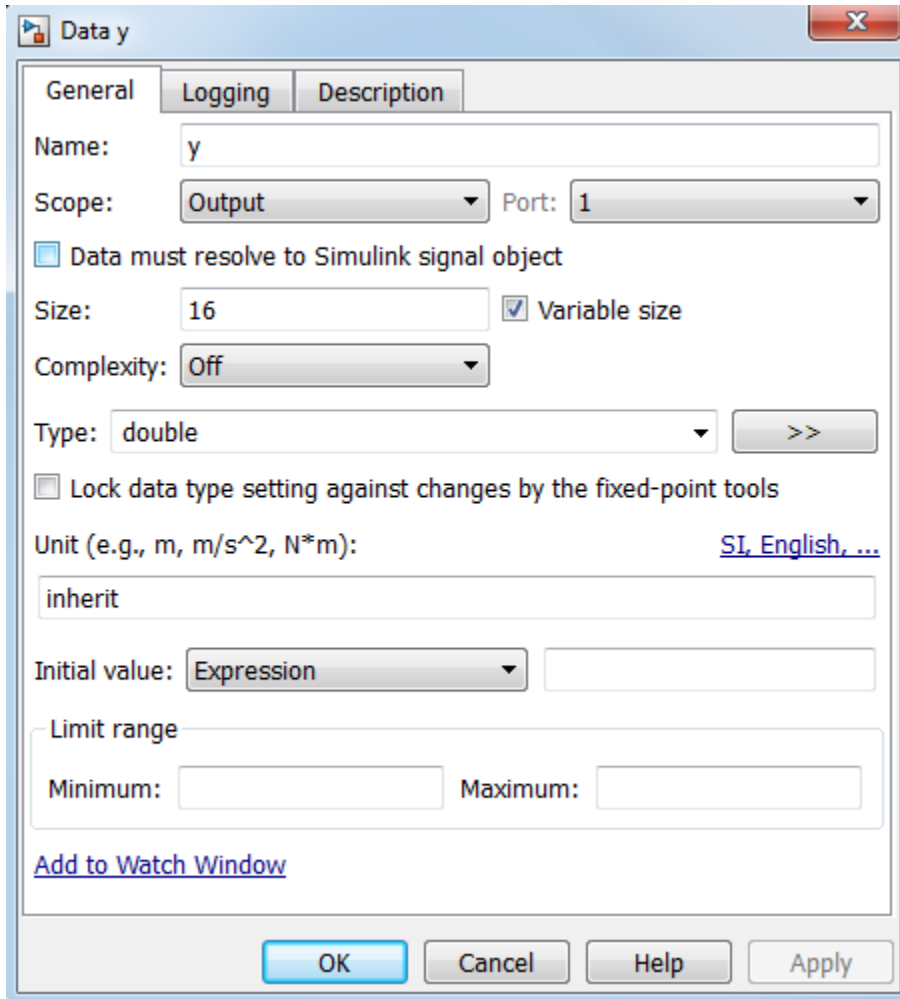 Data y
General Logging Description
Name: y
Scope: Output Port: 1
Data must resolve to Simulink signal object
Size: 16 Variable size
Complexity: Off
Type: double >>
Lock data type setting against changes by the fixed-point tools
Unit (e.g., m, m/s^2, N*m): SI, English, ...
inherit
Initial value: Expression
Limit range
Minimum: Maximum:
Add to Watch Window
OK Cancel Help Apply